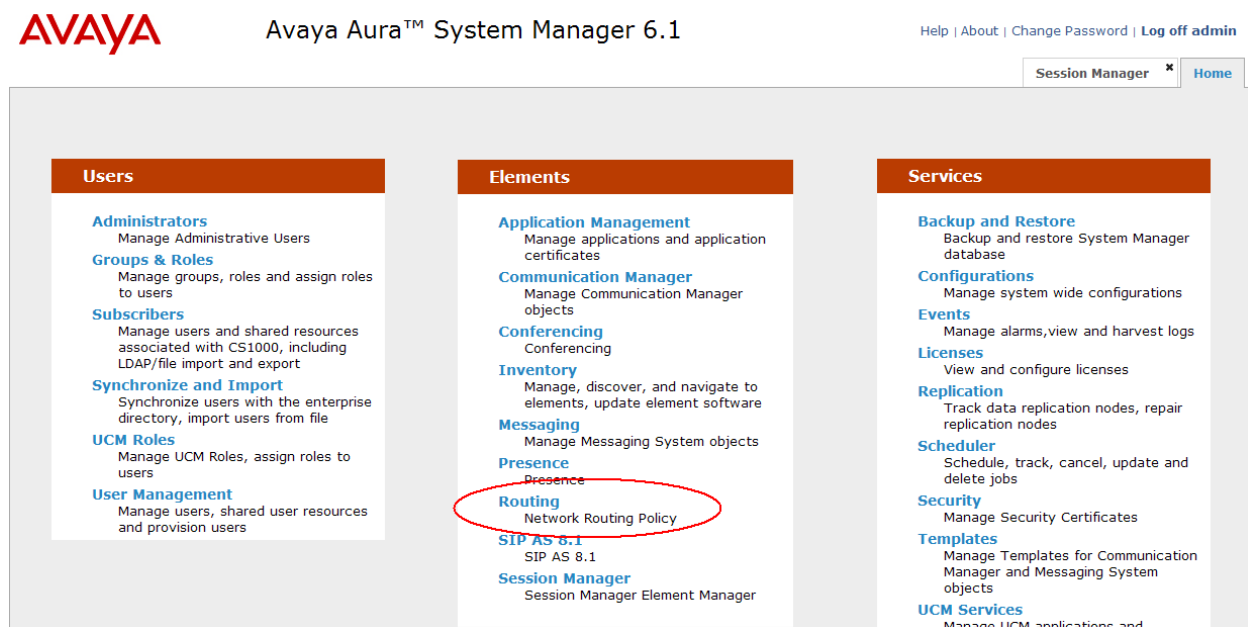 AVAYA
Avaya Aura™ System Manager 6.1
Help | About | Change Password | Log off admin
Session Manager ✖
Home
Users
Administrators
Manage Administrative Users
Groups & Roles
Manage groups, roles and assign roles
to users
Subscribers
Manage users and shared resources
associated with CS1000, including
LDAP/file import and export
Synchronize and Import
Synchronize users with the enterprise
directory, import users from file
UCM Roles
Manage UCM Roles, assign roles to
users
User Management
Manage users, shared user resources
and provision users
Elements
Application Management
Manage applications and application
certificates
Communication Manager
Manage Communication Manager
objects
Conferencing
Conferencing
Inventory
Manage, discover, and navigate to
elements, update element software
Messaging
Manage Messaging System objects
Presence
Presence
Routing
Network Routing Policy
SIP AS 8.1
SIP AS 8.1
Session Manager
Session Manager Element Manager
Services
Backup and Restore
Backup and restore System Manager
database
Configurations
Manage system wide configurations
Events
Manage alarms,view and harvest logs
Licenses
View and configure licenses
Replication
Track data replication nodes, repair
replication nodes
Scheduler
Schedule, track, cancel, update and
delete jobs
Security
Manage Security Certificates
Templates
Manage Templates for Communication
Manager and Messaging System
objects
UCM Services
Manage UCM applications and